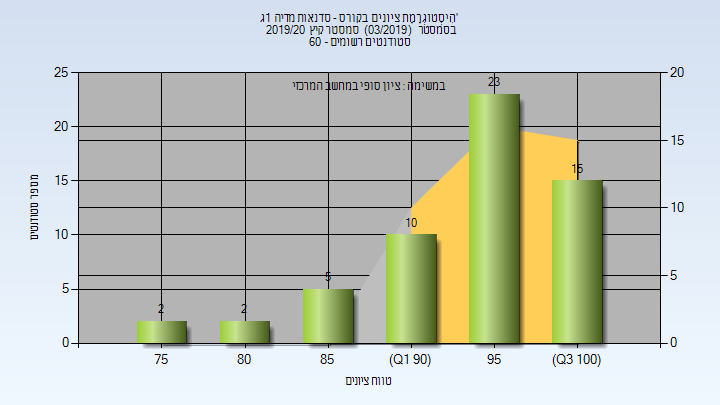 היסטוגרמת ציונים בקורס - סדנאות מדיה 1ג'
בסמסטר (03/2019) סמסטר קיץ 2019/20
סטודנטים רשומים - 60
במשימה : ציון סופי במחשב המרכזי
25 20 15 10 5 0
20 15 10 5 0
2 2 5 10 23 15
75 80 85 (Q1 90) 95 (Q3 100)
מספר סטודנטים
טווח ציונים